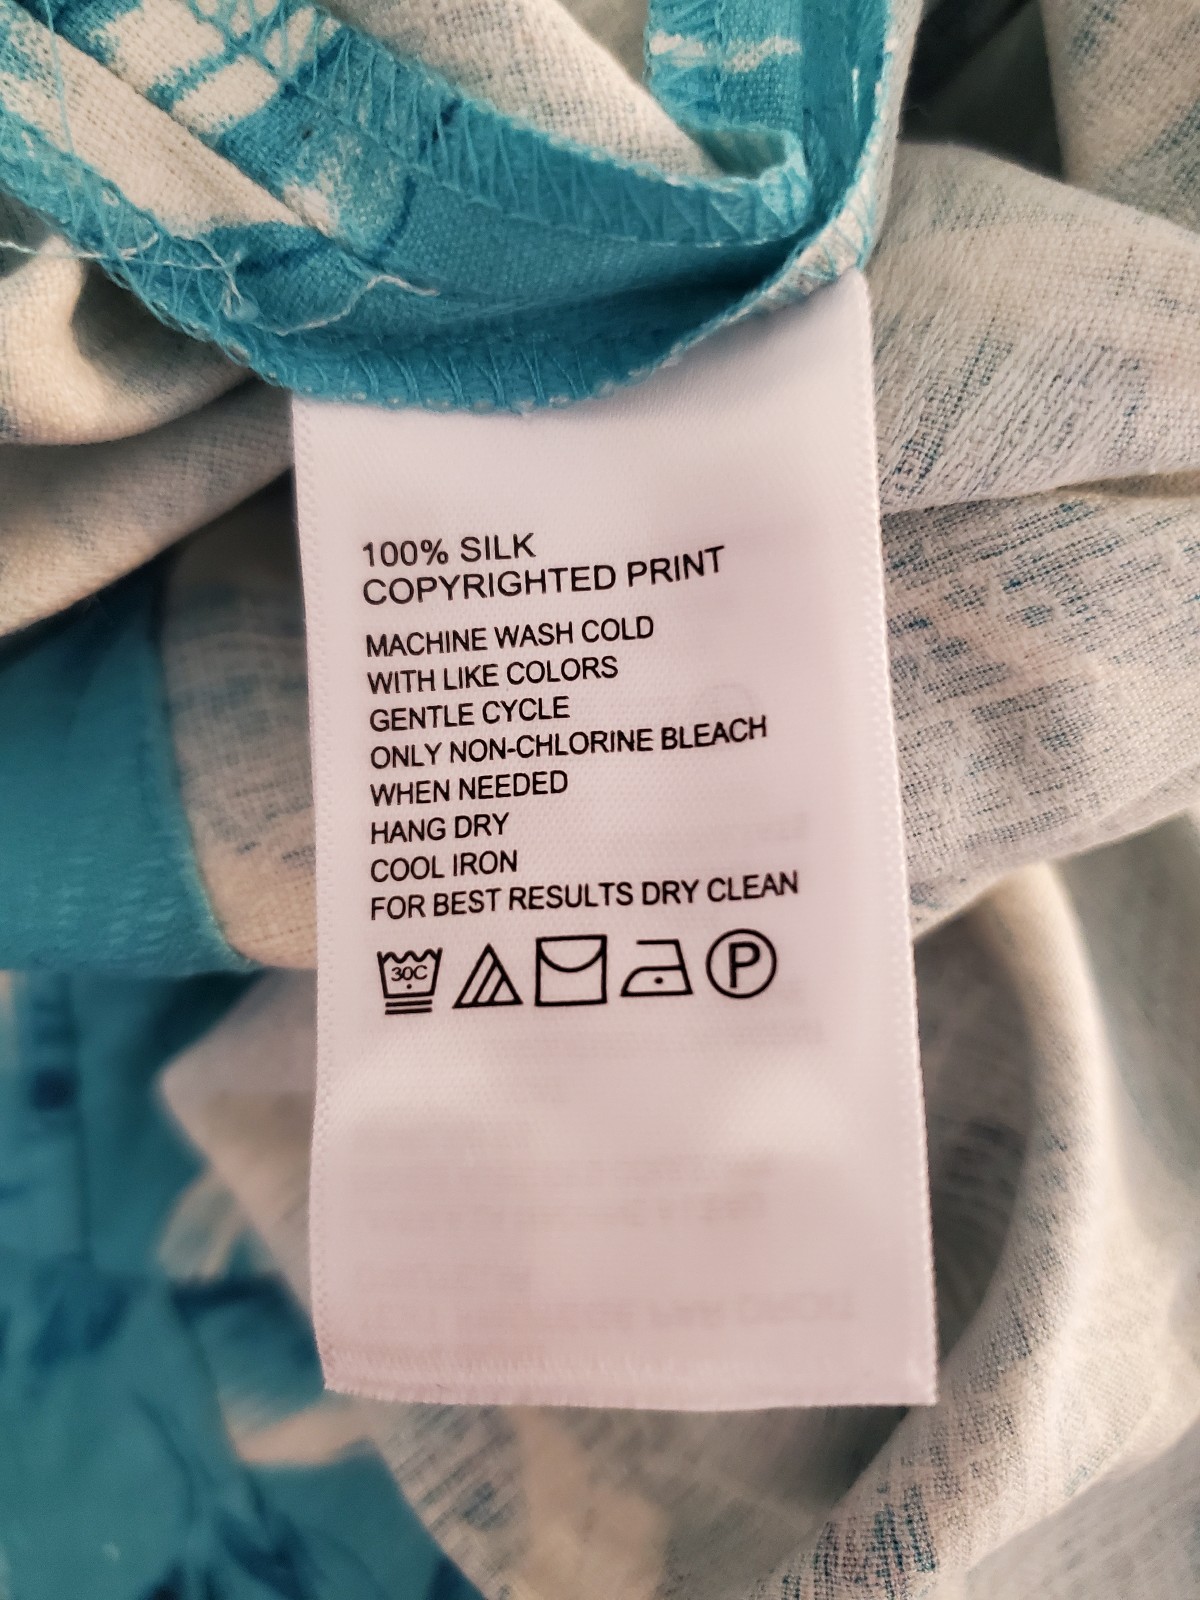 100% SILK
COPYRIGHTED PRINT
MACHINE WASH COLD
WITH LIKE COLORS
GENTLE CYCLE
ONLY NON-CHLORINE BLEACH
WHEN NEEDED
HANG DRY
COOL IRON
FOR BEST RESULTS DRY CLEAN
30C
P